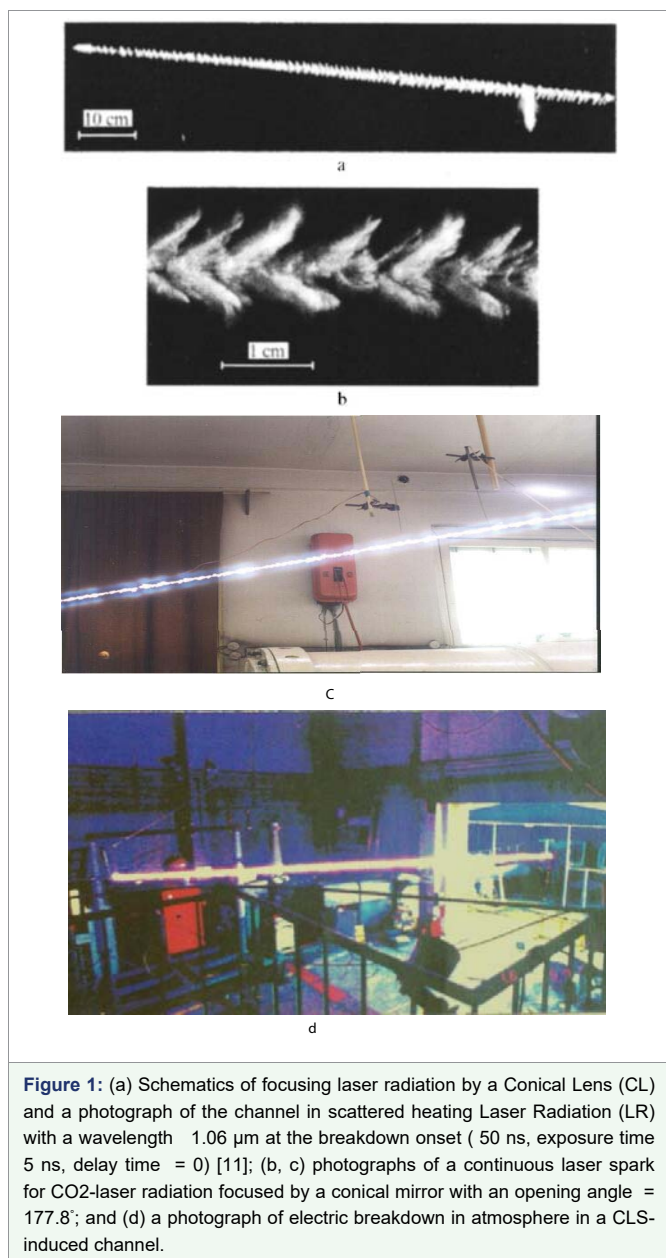 10 cm
a
1 cm
b
C
d
Figure 1: (a) Schematics of focusing laser radiation by a Conical Lens (CL)
and a photograph of the channel in scattered heating Laser Radiation (LR)
with a wavelength 1.06 μm at the breakdown onset ( 50 ns, exposure time
5 ns, delay time = 0) [11]; (b, c) photographs of a continuous laser spark
for CO2-laser radiation focused by a conical mirror with an opening angle =
177.8°; and (d) a photograph of electric breakdown in atmosphere in a CLS-
induced channel.